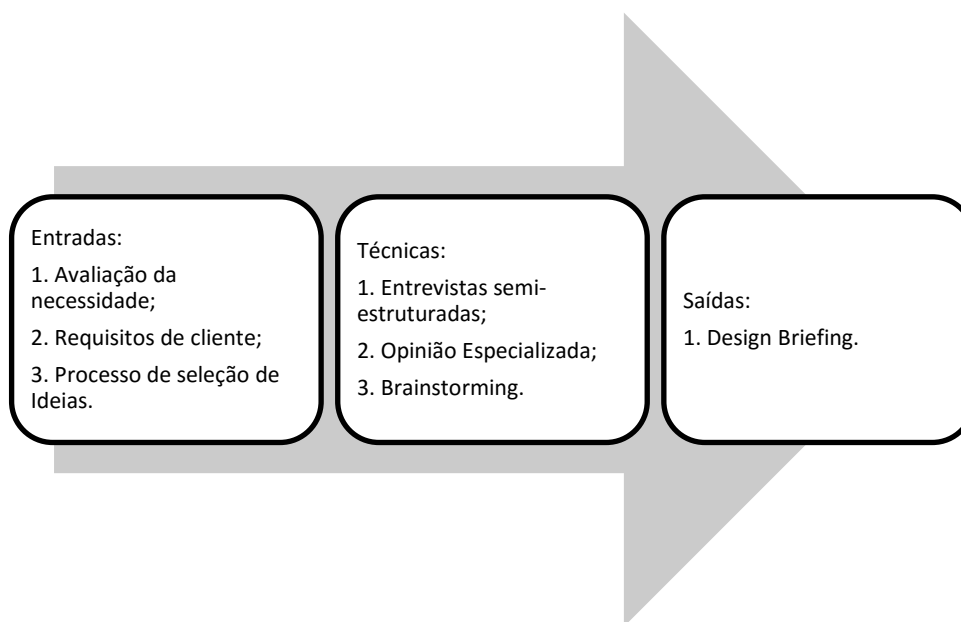 Entradas:
1. Avaliação da
necessidade;
2. Requisitos de cliente;
3. Processo de seleção de
Ideias.
Técnicas:
1. Entrevistas semi-
estruturadas;
2. Opinião Especializada;
3. Brainstorming.
Saídas:
1. Design Briefing.